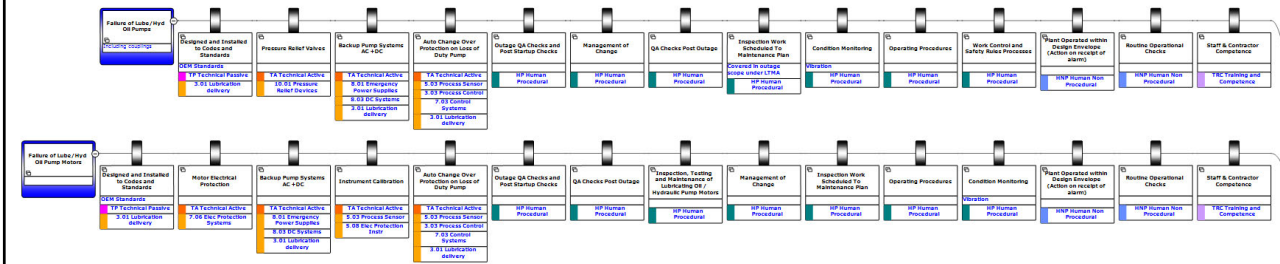 Failure of Lube/Hyd
Oil Pumps
Including couplings
Designed and Installed
to Codes and
Standards
OEM Standards
TP Technical Passive
3.01 Lubrication
delivery
Pressure Relief Valves
TA Technical Active
10.01 Pressure
Relief Devices
Backup Pump Systems
AC +DC
TA Technical Active
8.01 Emergency
Power Supplies
8.03 DC Systems
3.01 Lubrication
delivery
Auto Change Over
Protection on Loss of
Duty Pump
TA Technical Active
5.03 Process Sensor
5.03 Process Control
7.03 Control
Systems
3.01 Lubrication
delivery
Outage QA Checks and
Post Startup Checks
HP Human
Procedural
Management of
Change
HP Human
Procedural
QA Checks Post Outage
HP Human
Procedural
Inspection Work
Scheduled To
Maintenance Plan
Covered in outage
scope under LTMA
HP Human
Procedural
Condition Monitoring
Vibration
HP Human
Procedural
Operating Procedures
HP Human
Procedural
Work Control and
Safety Rules Processes
HP Human
Procedural
Plant Operated within
Design Envelope
(Action on receipt of
alarm)
HNP Human Non
Procedural
Routine Operational
Checks
HNP Human Non
Procedural
Staff & Contractor
Competence
TRC Training and
Competence
Failure of Lube/Hyd
Oil Pump Motors
Designed and Installed
to Codes and
Standards
OEM Standards
TP Technical Passive
3.01 Lubrication
delivery
Motor Electrical
Protection
TA Technical Active
7.06 Elec Protection
Systems
Backup Pump Systems
AC +DC
TA Technical Active
8.01 Emergency
Power Supplies
8.03 DC Systems
3.01 Lubrication
delivery
Instrument Calibration
TA Technical Active
5.03 Process Sensor
5.08 Elec Protection
Instr
Auto Change Over
Protection on Loss of
Duty Pump
TA Technical Active
5.03 Process Sensor
5.03 Process Control
7.03 Control
Systems
3.01 Lubrication
delivery
Outage QA Checks and
Post Startup Checks
HP Human
Procedural
QA Checks Post Outage
HP Human
Procedural
Inspection, Testing
and Maintenance of
Lubricating Oil /
Hydraulic Pump Motors
HP Human
Procedural
Management of
Change
HP Human
Procedural
Inspection Work
Scheduled To
Maintenance Plan
HP Human
Procedural
Operating Procedures
HP Human
Procedural
Condition Monitoring
Vibration
HP Human
Procedural
Plant Operated within
Design Envelope
(Action on receipt of
alarm)
HNP Human Non
Procedural
Routine Operational
Checks
HNP Human Non
Procedural
Staff & Contractor
Competence
TRC Training and
Competence